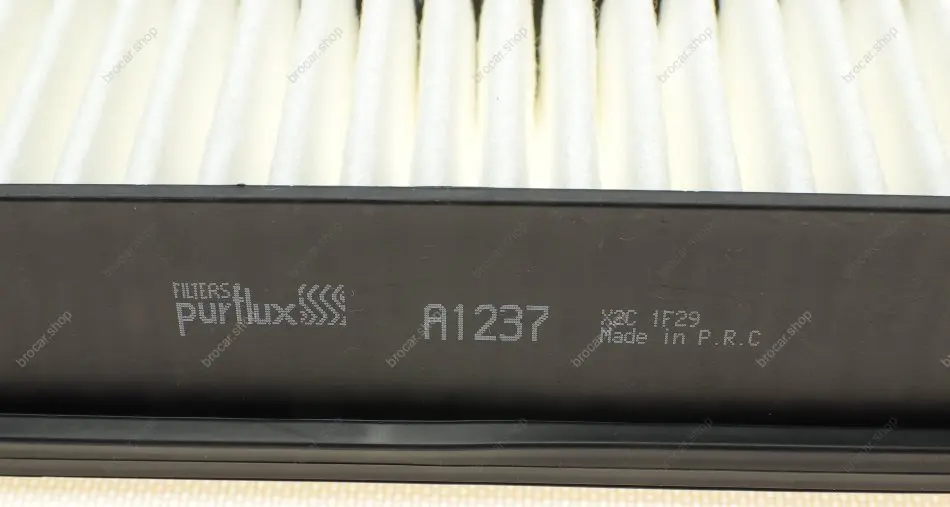 FILTERS
purflux
A1237
X2C 1F29
Made in P.R.C
brocar.shop